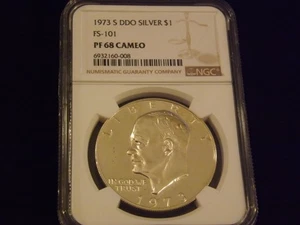 1973 S DDO SILVER $1
FS-101
PF 68 CAMEO
6932160-008
NGC
NUMISMATIC GUARANTY COMPANY
LIBERTY
IN GOD WE
TRUST
1973